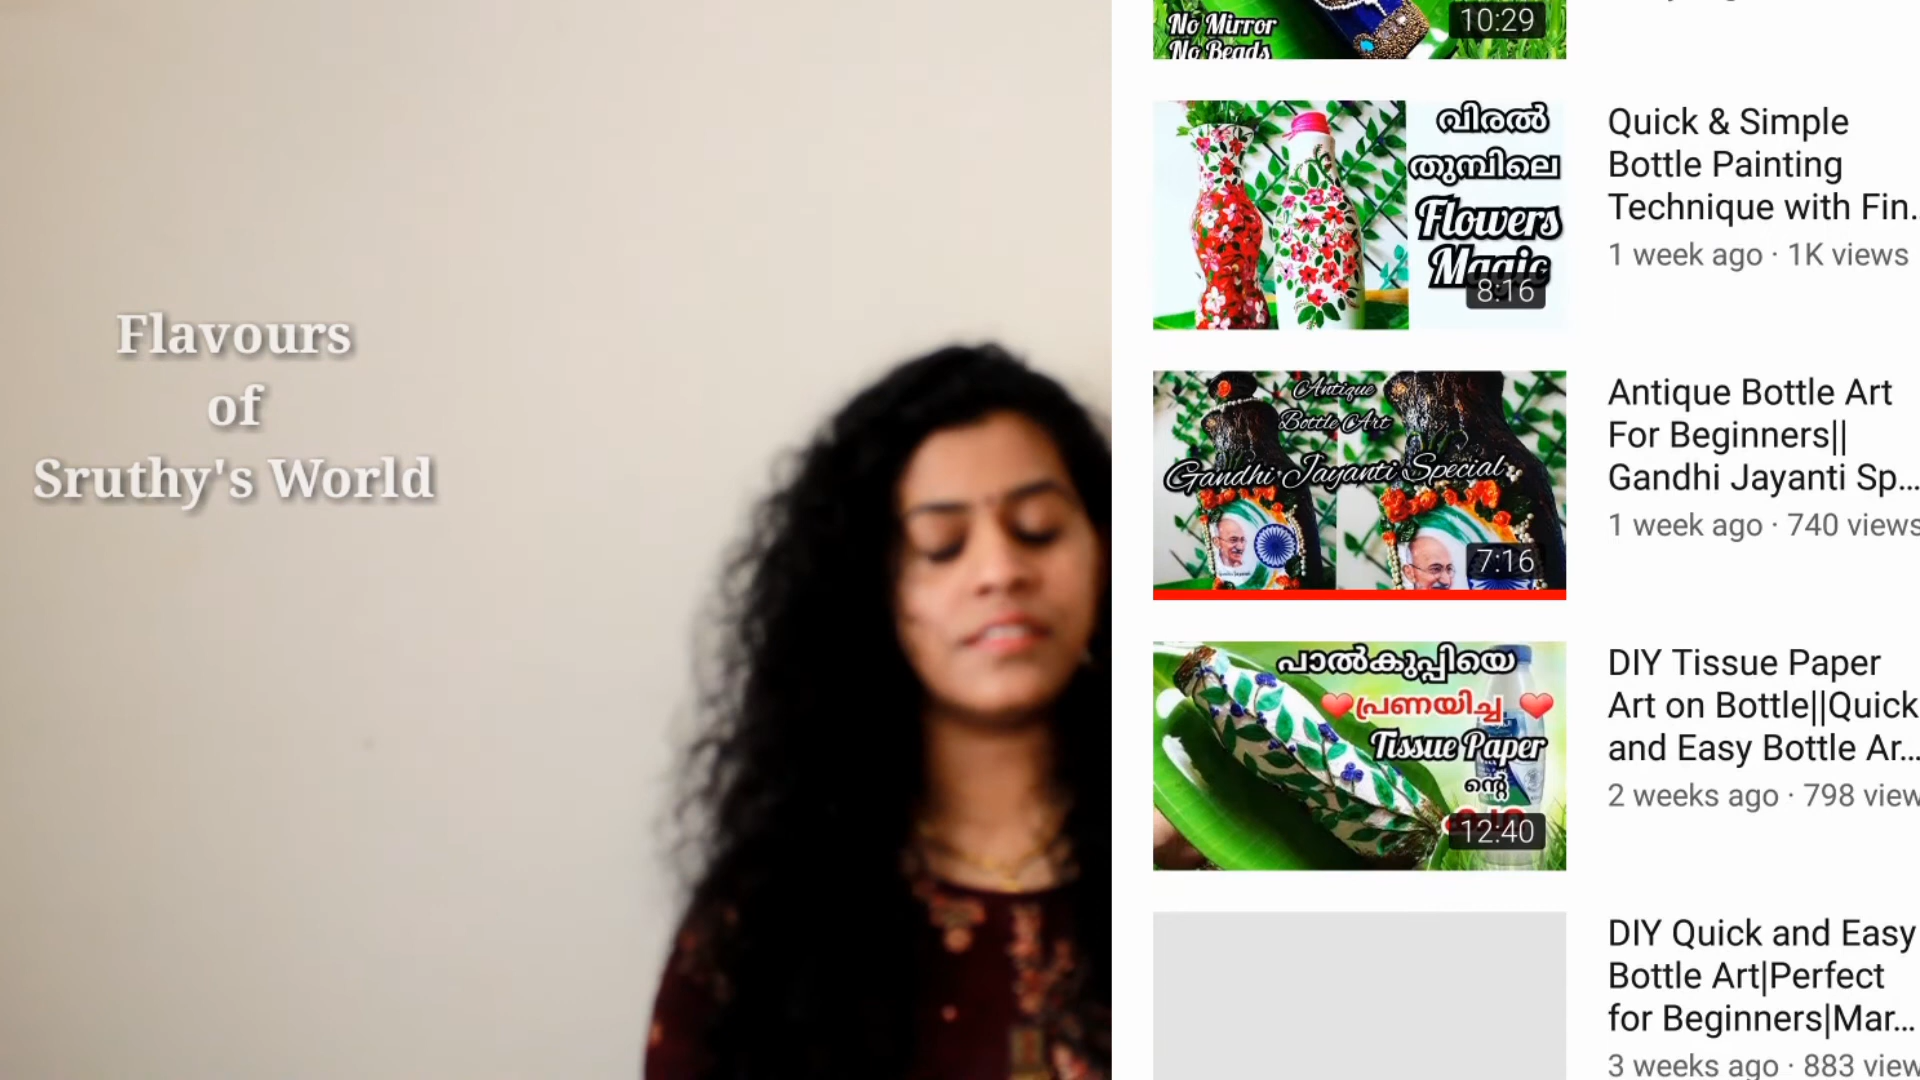 Flavours
of
Sruthy's World
No Mirror
No Beads
10:29
വിരൽ
തുമ്പിലെ
Flowers
Magic
8:16
Quick & Simple
Bottle Painting
Technique with Fin...
1 week ago · 1K views
Antique
Bottle Art
Gandhi Jayanti Special
7:16
Antique Bottle Art
For Beginners||
Gandhi Jayanti Sp...
1 week ago · 740 views
പാൽകുപ്പിയെ
പ്രണയിച്ച
Tissue Paper
ന്റെ
12:40
DIY Tissue Paper
Art on Bottle||Quick
and Easy Bottle Ar...
2 weeks ago · 798 view
DIY Quick and Easy
Bottle Art|Perfect
for Beginners|Mar...
3 weeks ago · 883 view